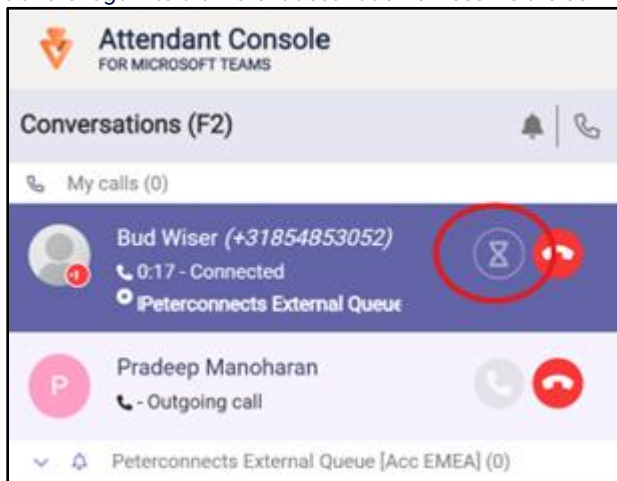 Attendant Console
FOR MICROSOFT TEAMS
Conversations (F2)
My calls (0)
Bud Wiser (+31854853052)
0:17 - Connected
Peterconnects External Queue
P
Pradeep Manoharan
- Outgoing call
Peterconnects External Queue [Acc EMEA] (0)